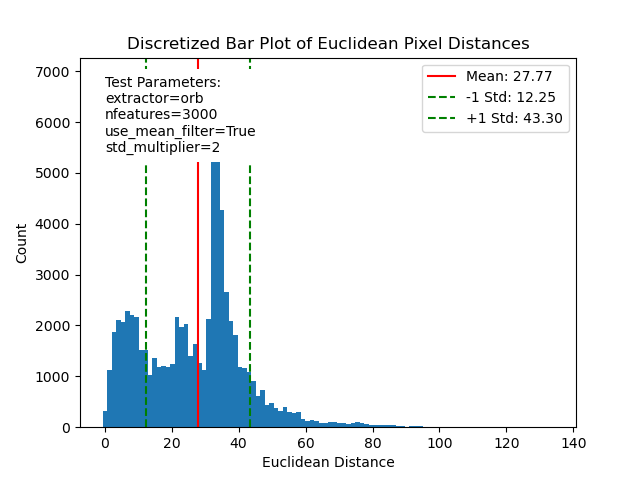 Discretized Bar Plot of Euclidean Pixel Distances
7000
6000
5000
4000
3000
2000
1000
0
Count
Test Parameters:
extractor=orb
nfeatures=3000
use_mean_filter=True
std_multiplier=2
Mean: 27.77
-1 Std: 12.25
+1 Std: 43.30
0 20 40 60 80 100 120 140
Euclidean Distance